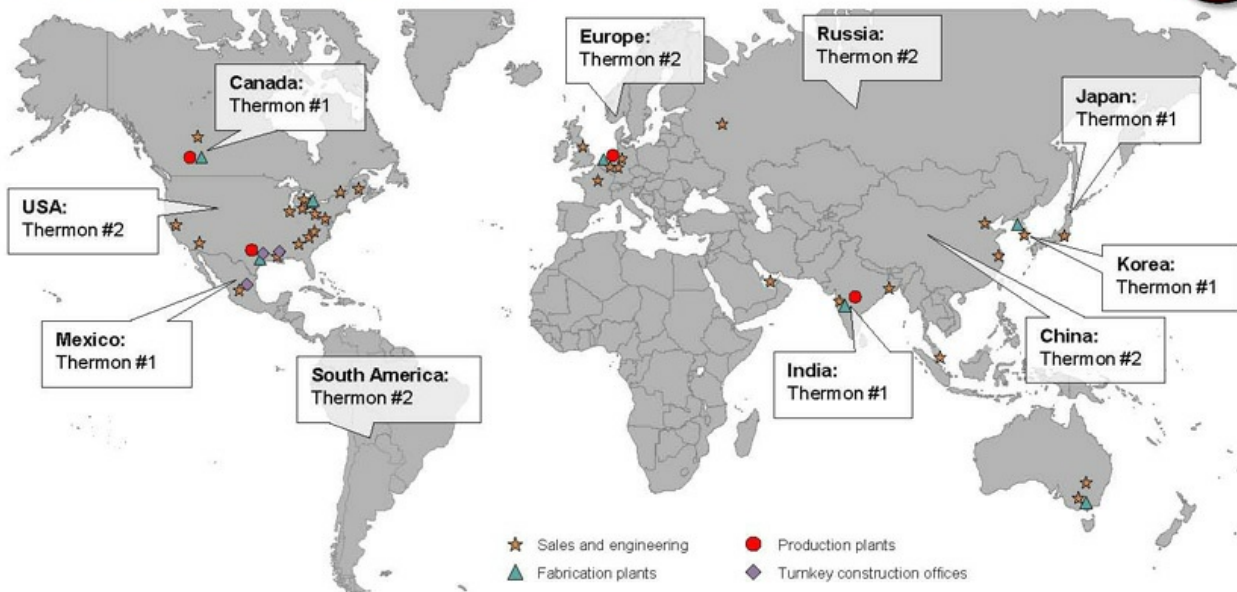 Canada:
Thermon #1
Europe:
Thermon #2
Russia:
Thermon #2
Japan:
Thermon #1
USA:
Thermon #2
Korea:
Thermon #1
Mexico:
Thermon #1
South America:
Thermon #2
India:
Thermon #1
China:
Thermon #2
Sales and engineering
Production plants
Fabrication plants
Turnkey construction offices